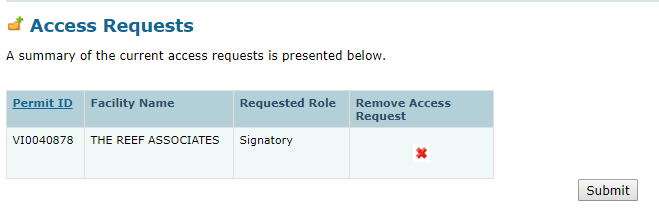 Access Requests
A summary of the current access requests is presented below.
Permit ID Facility Name Requested Role Remove Access Request
VI0040878 THE REEF ASSOCIATES Signatory
Submit